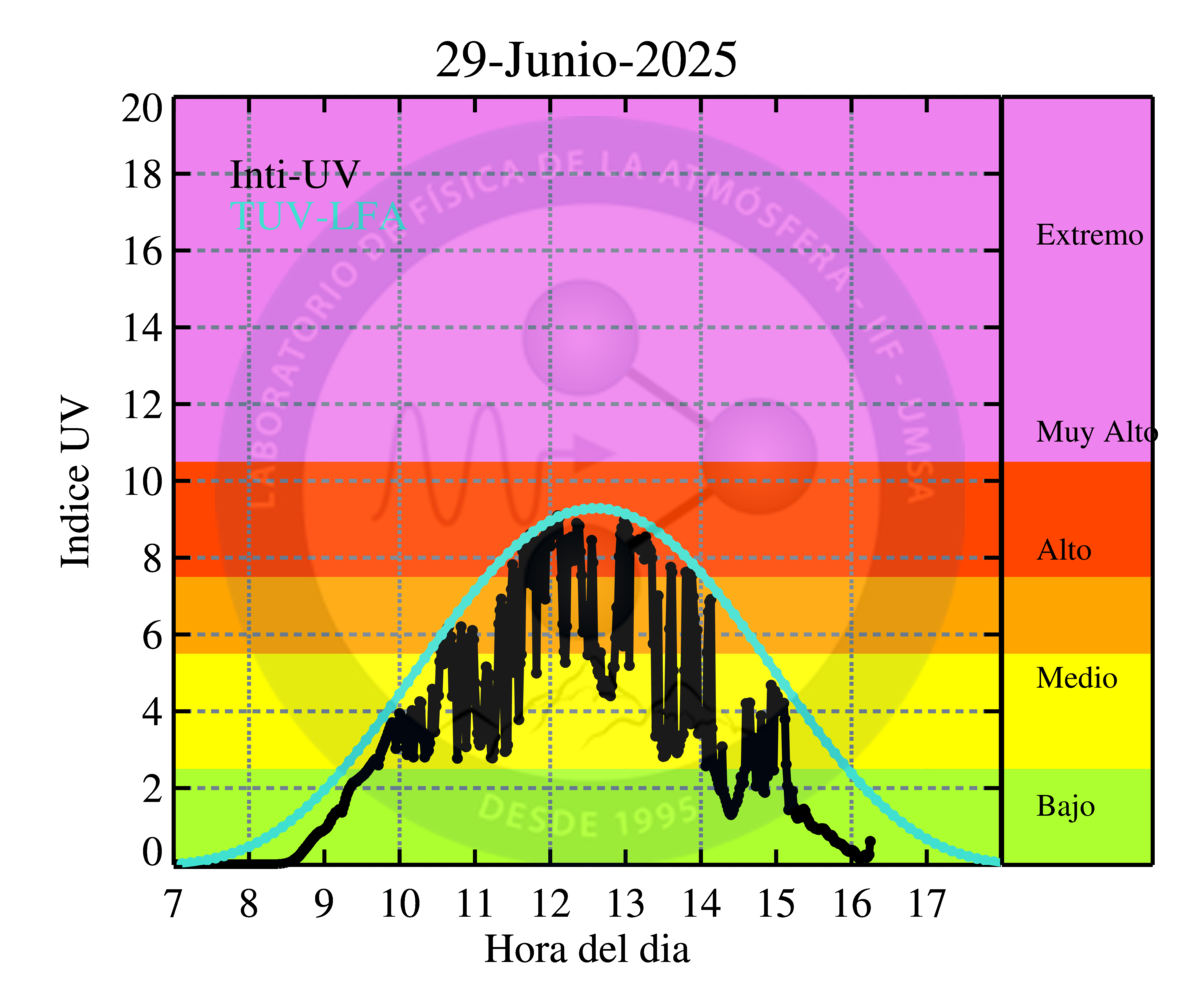 29-Junio-2025
Inti-UV
TUV-LFA
LABORATORIO DE FÍSICA DE LA ATMÓSFERA - IIF - UMSA
DESDE 1995
Indice UV
20
18
16
14
12
10
8
6
4
2
0
Extremo
Muy Alto
Alto
Medio
Bajo
7 8 9 10 11 12 13 14 15 16 17
Hora del dia